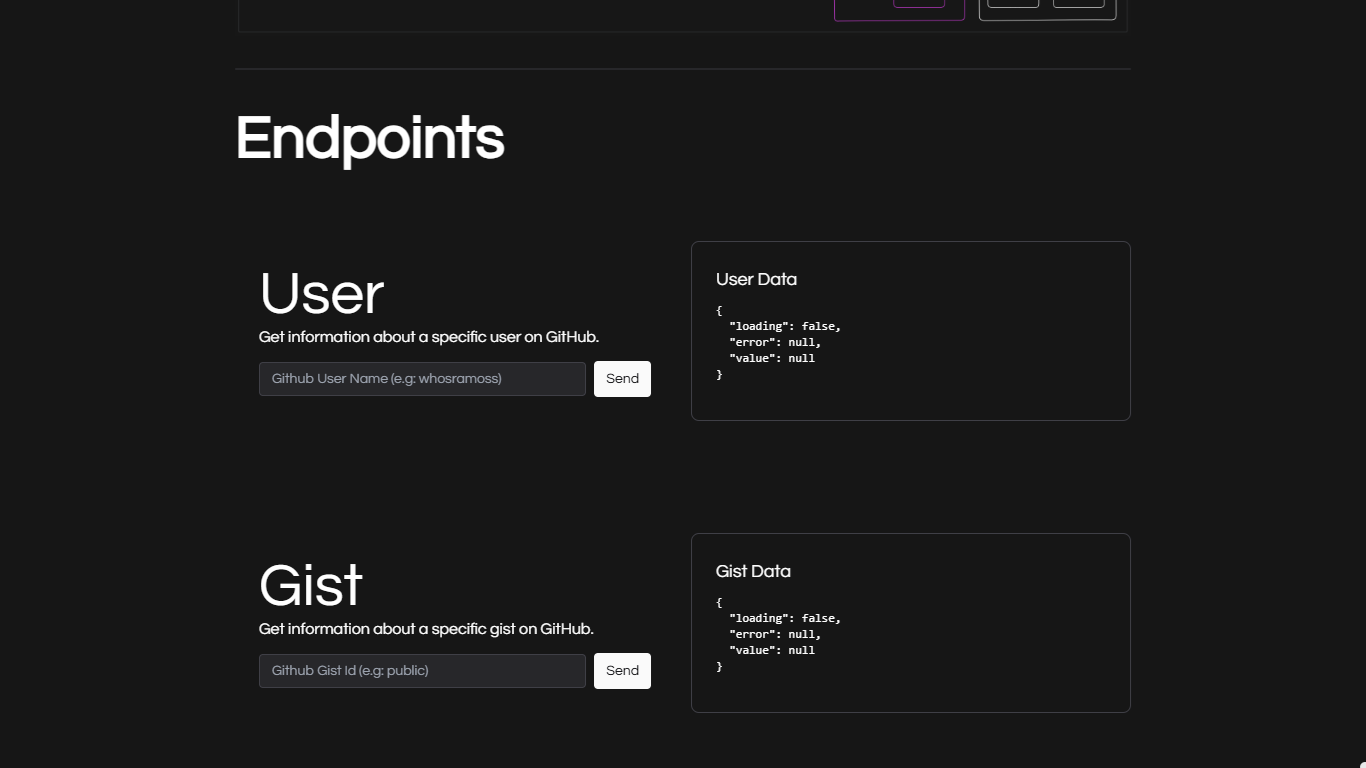 Endpoints
User
Get information about a specific user on GitHub.
Github User Name (e.g: whosramoss)
Send
User Data
{
"loading": false,
"error": null,
"value": null
}
Gist
Get information about a specific gist on GitHub.
Github Gist Id (e.g: public)
Send
Gist Data
{
"loading": false,
"error": null,
"value": null
}